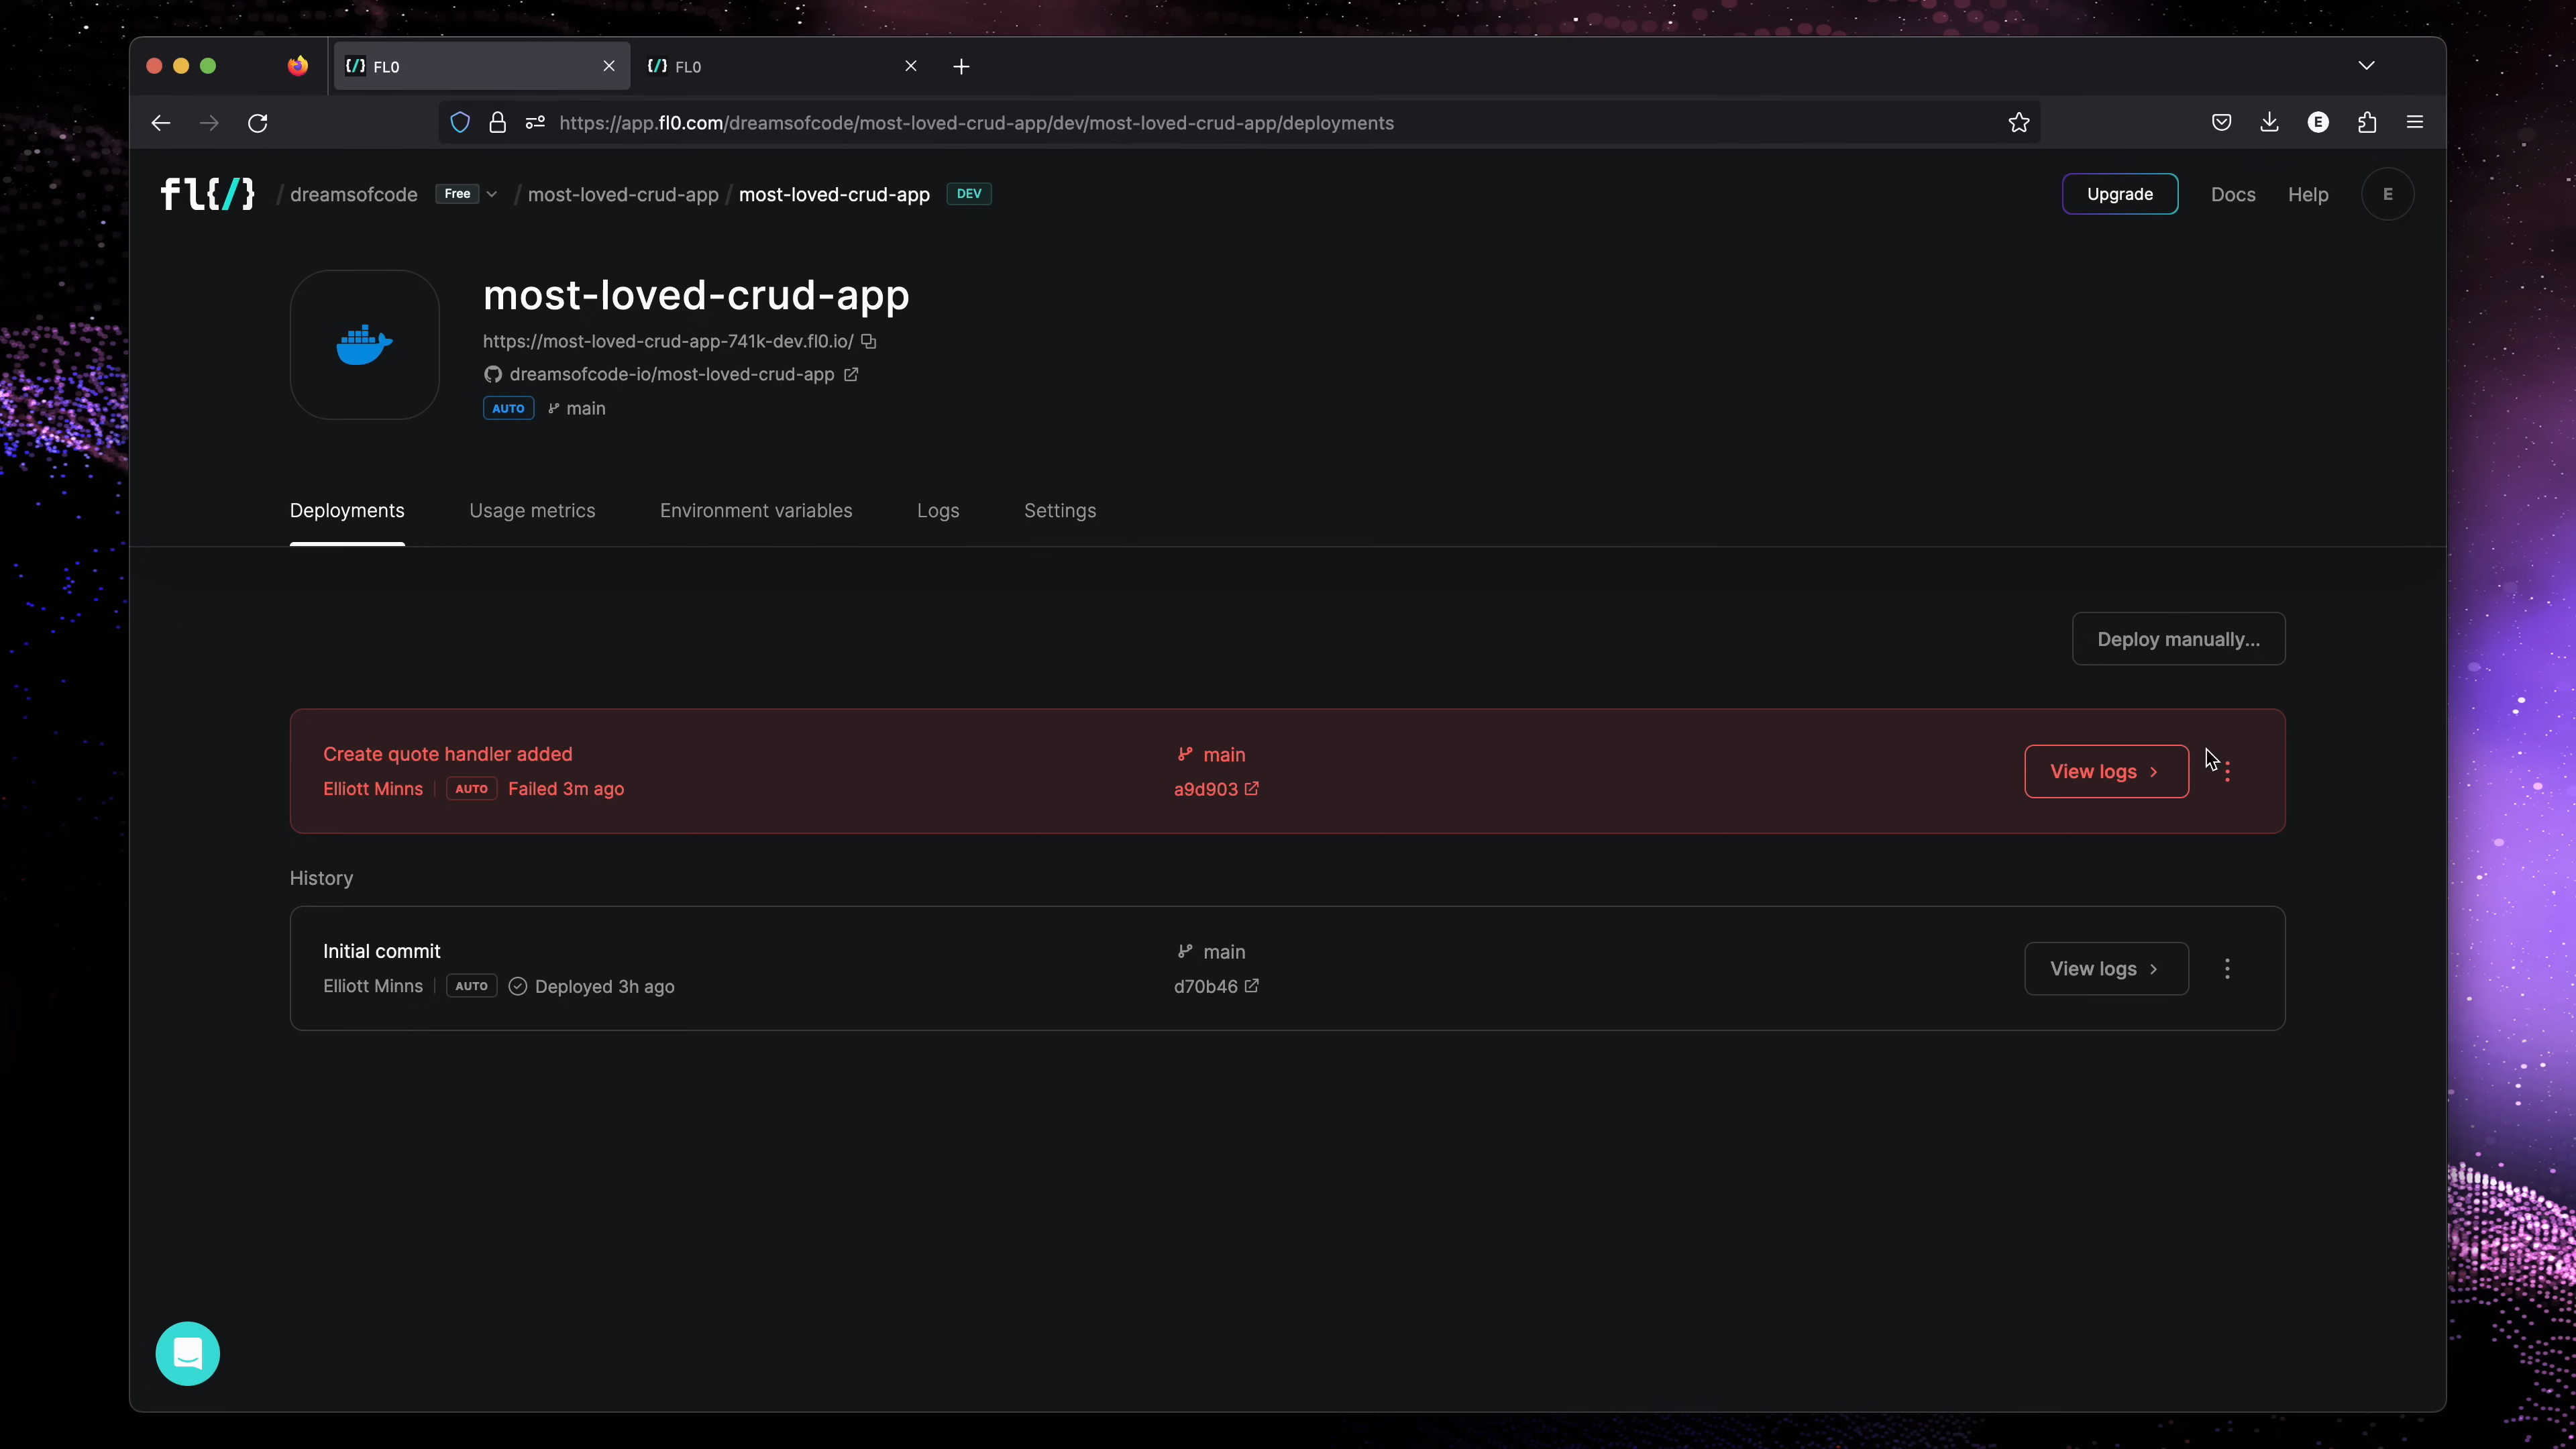 FL0
FL0
https://app.fl0.com/dreamsofcode/most-loved-crud-app/dev/most-loved-crud-app/deployments
E
fl{/} / dreamsofcode Free / most-loved-crud-app / most-loved-crud-app DEV
Upgrade Docs Help E
most-loved-crud-app
https://most-loved-crud-app-741k-dev.fl0.io/
dreamsofcode-io/most-loved-crud-app
AUTO main
Deployments Usage metrics Environment variables Logs Settings
Deploy manually...
Create quote handler added
Elliott Minns AUTO Failed 3m ago
main
a9d903
View logs
History
Initial commit
Elliott Minns AUTO Deployed 3h ago
main
d70b46
View logs